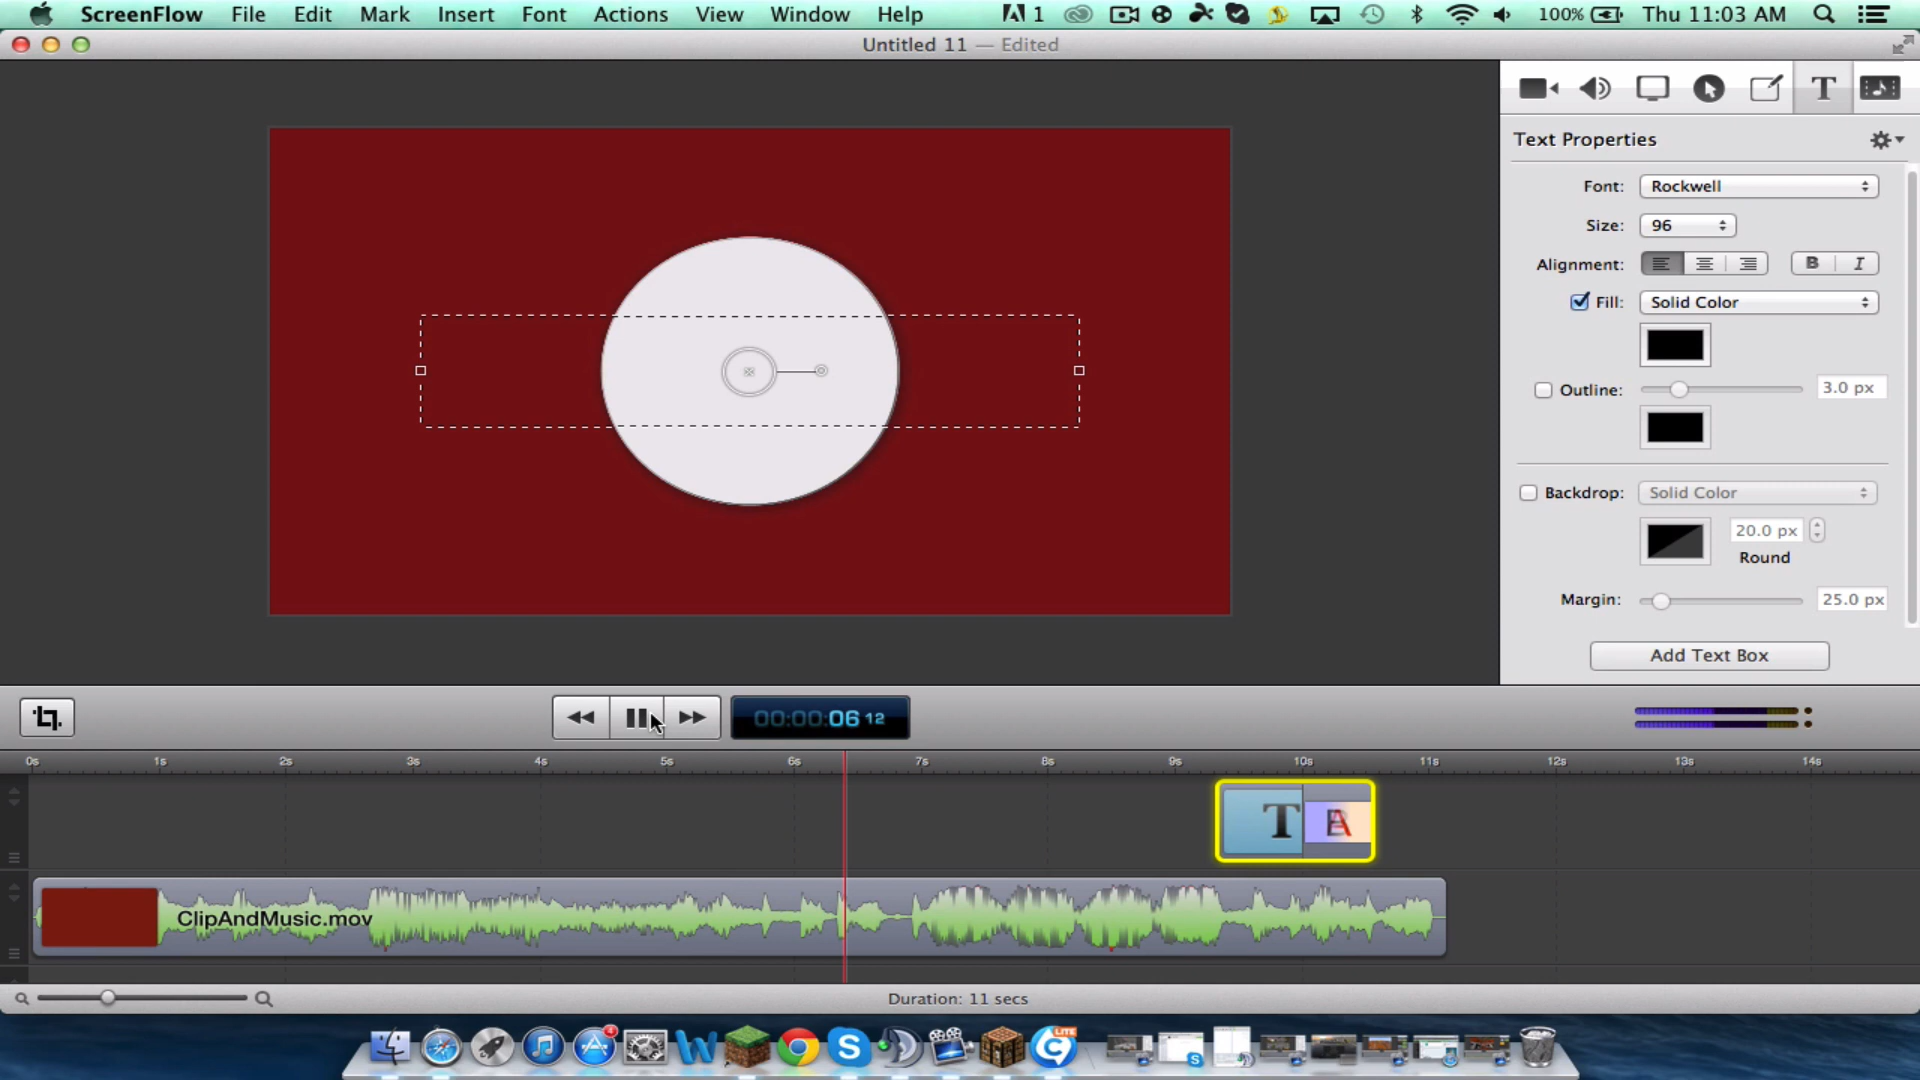 ScreenFlow File Edit Mark Insert Font Actions View Window Help 1 100% Thu 11:03 AM
Untitled 11 — Edited
T
Text Properties
Font: Rockwell
Size: 96
Alignment: B I
Fill: Solid Color
Outline: 3.0 px
Backdrop: Solid Color
20.0 px
Round
Margin: 25.0 px
Add Text Box
00:00:06 12
0s 1s 2s 3s 4s 5s 6s 7s 8s 9s 10s 11s 12s 13s 14s
T
ClipAndMusic.mov
Duration: 11 secs
4
LITE